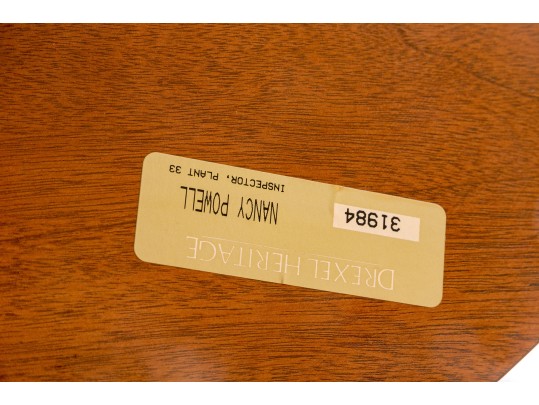 DREXEL HERITAGE
31984
NANCY POWELL
INSPECTOR, PLANT 33